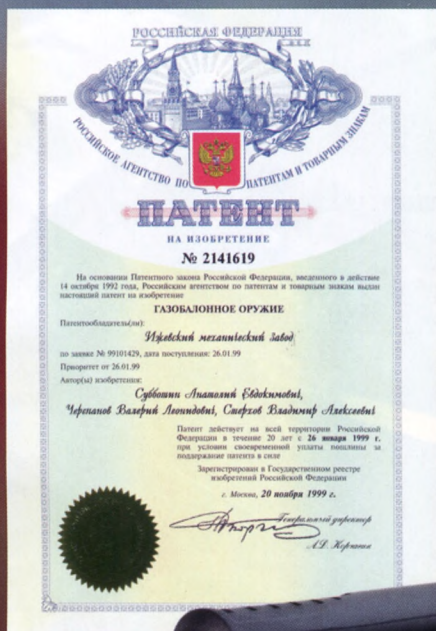 РОССИЙСКАЯ ФЕДЕРАЦИЯ
РОССИЙСКОЕ АГЕНТСТВО ПО ПАТЕНТАМ И ТОВАРНЫМ ЗНАКАМ
ПАТЕНТ
НА ИЗОБРЕТЕНИЕ
№ 2141619
На основании Патентного закона Российской Федерации, введенного в действие
14 октября 1992 года, Российским агентством по патентам и товарным знакам выдан
настоящий патент на изобретение
ГАЗОБАЛОННОЕ ОРУЖИЕ
Патентообладатель(ли):
Ижевский механический завод
по заявке № 99101429, дата поступления: 26.01.99
Приоритет от 26.01.99
Автор(ы) изобретения:
Субботин Анатолий Евдокимович,
Черепанов Валерий Леонидович, Стерхов Владимир Алексеевич
Патент действует на всей территории Российской
Федерации в течение 20 лет с 26 января 1999 г.
при условии своевременной уплаты пошлины за
поддержание патента в силе
Зарегистрирован в Государственном реестре
изобретений Российской Федерации
г. Москва, 20 ноября 1999 г.
Генеральный директор
А.Д. Корчагин